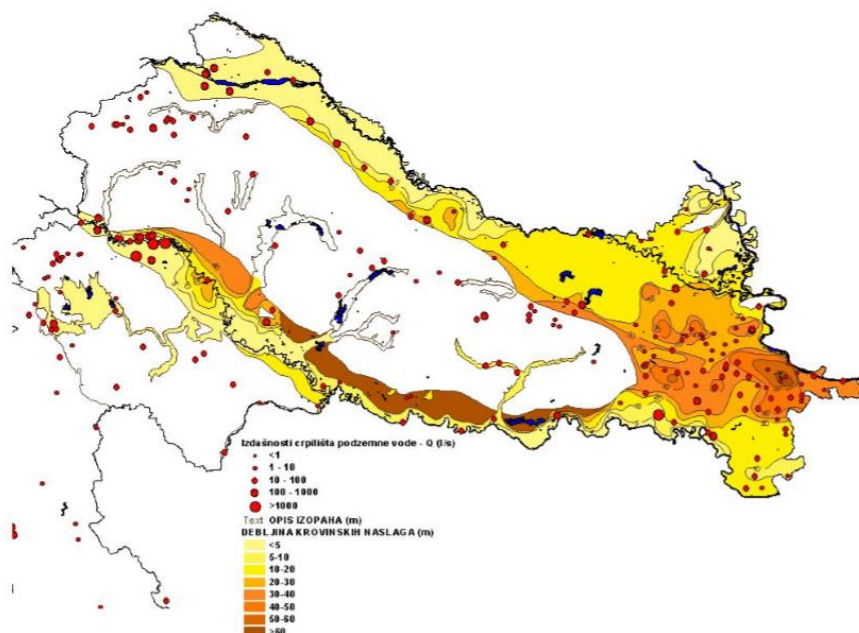 Izdašnosti crpilišta podzemne vode - Q (l/s)
<1
1 - 10
10 - 100
100 - 1000
>1000
Text OPIS IZOPAHA (m)
DEBLJINA KROVINSKIH NASLAGA (m)
<5
5-10
10-20
20-30
30-40
40-50
50-60
>60